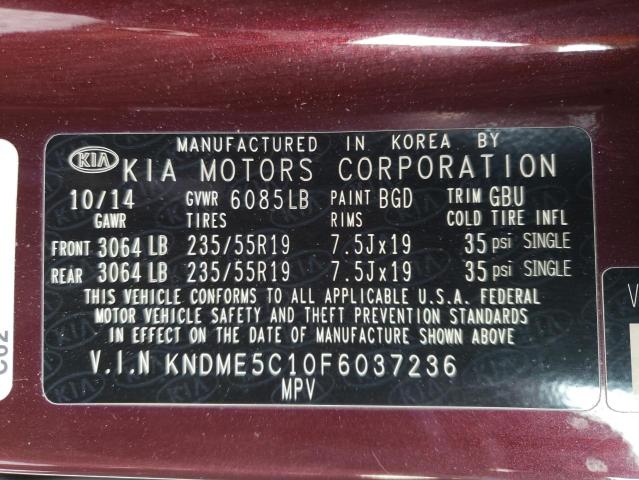 MANUFACTURED IN KOREA BY
KIA KIA MOTORS CORPORATION
10/14 GVWR 6085LB PAINT BGD TRIM GBU
GAWR TIRES RIMS COLD TIRE INFL
FRONT 3064 LB 235/55R19 7.5Jx19 35 psi SINGLE
REAR 3064 LB 235/55R19 7.5Jx19 35 psi SINGLE
THIS VEHICLE CONFORMS TO ALL APPLICABLE U.S.A. FEDERAL
MOTOR VEHICLE SAFETY AND THEFT PREVENTION STANDARDS
IN EFFECT ON THE DATE OF MANUFACTURE SHOWN ABOVE
V.I.N KNDME5C10F6037236
MPV
C02
V